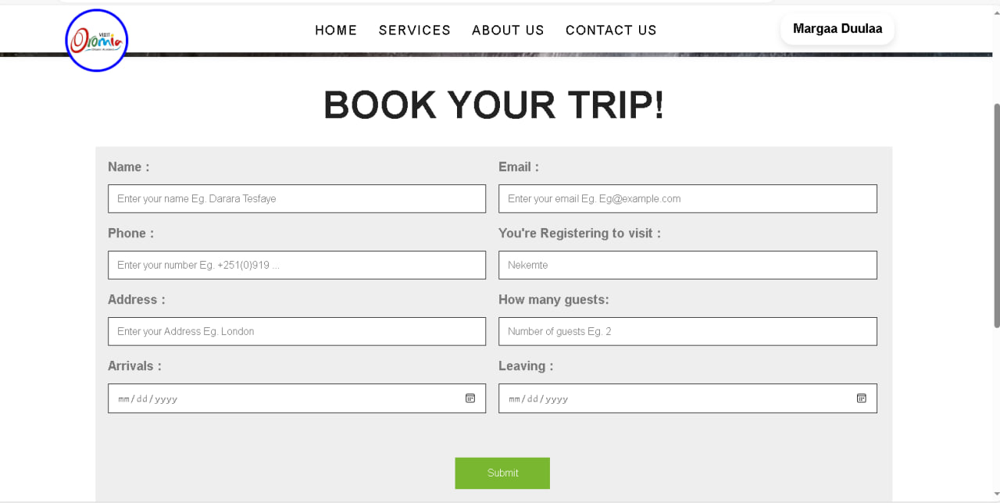 VISIT
Oromia
HOME SERVICES ABOUT US CONTACT US
Margaa Duulaa
BOOK YOUR TRIP!
Name :
Email :
Enter your name Eg. Darara Tesfaye
Enter your email Eg. Eg@example.com
Phone :
You're Registering to visit :
Enter your number Eg. +251(0)919 ...
Nekemte
Address :
How many guests:
Enter your Address Eg. London
Number of guests Eg. 2
Arrivals :
Leaving :
mm/dd/yyyy
mm/dd/yyyy
Submit